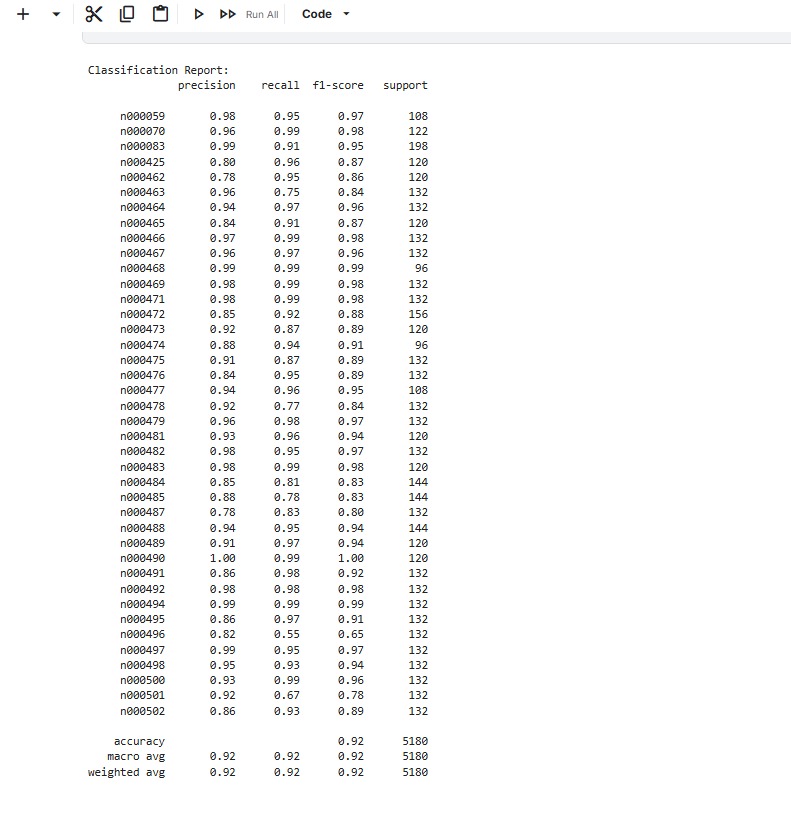 Run All Code
Classification Report:
precision recall f1-score support
n000059 0.98 0.95 0.97 108
n000070 0.96 0.99 0.98 122
n000083 0.99 0.91 0.95 198
n000425 0.80 0.96 0.87 120
n000462 0.78 0.95 0.86 120
n000463 0.96 0.75 0.84 132
n000464 0.94 0.97 0.96 132
n000465 0.84 0.91 0.87 120
n000466 0.97 0.99 0.98 132
n000467 0.96 0.97 0.96 132
n000468 0.99 0.99 0.99 96
n000469 0.98 0.99 0.98 132
n000471 0.98 0.99 0.98 132
n000472 0.85 0.92 0.88 156
n000473 0.92 0.87 0.89 120
n000474 0.88 0.94 0.91 96
n000475 0.91 0.87 0.89 132
n000476 0.84 0.95 0.89 132
n000477 0.94 0.96 0.95 108
n000478 0.92 0.77 0.84 132
n000479 0.96 0.98 0.97 132
n000481 0.93 0.96 0.94 120
n000482 0.98 0.95 0.97 132
n000483 0.98 0.99 0.98 120
n000484 0.85 0.81 0.83 144
n000485 0.88 0.78 0.83 144
n000487 0.78 0.83 0.80 132
n000488 0.94 0.95 0.94 144
n000489 0.91 0.97 0.94 120
n000490 1.00 0.99 1.00 120
n000491 0.86 0.98 0.92 132
n000492 0.98 0.98 0.98 132
n000494 0.99 0.99 0.99 132
n000495 0.86 0.97 0.91 132
n000496 0.82 0.55 0.65 132
n000497 0.99 0.95 0.97 132
n000498 0.95 0.93 0.94 132
n000500 0.93 0.99 0.96 132
n000501 0.92 0.67 0.78 132
n000502 0.86 0.93 0.89 132
accuracy 0.92 5180
macro avg 0.92 0.92 0.92 5180
weighted avg 0.92 0.92 0.92 5180